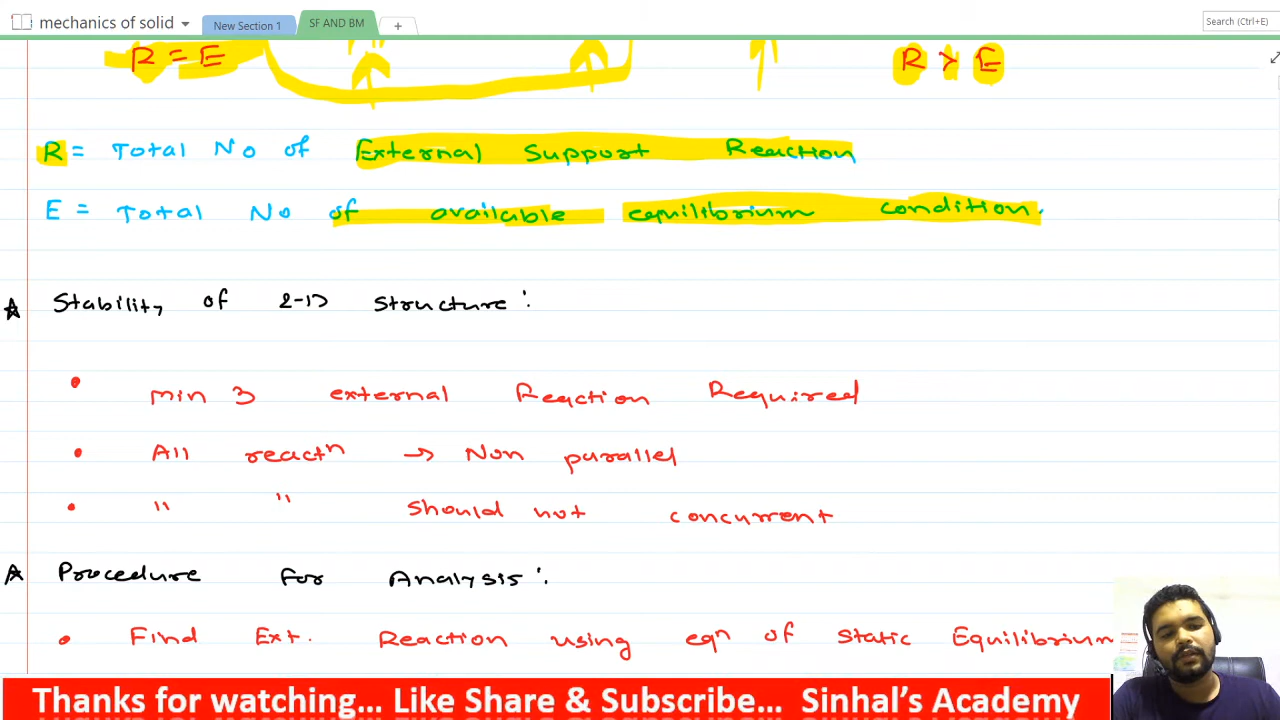 mechanics of solid
New Section 1
SF AND BM
+
Search (Ctrl+E)
R = E
R > E
R = Total No of External Support Reaction
E = Total No of available equilibrium condition.
Stability of 2-D Structure :
• Min 3 external Reaction Required
• All reactn → Non parallel
• " " should not concurrent
Procedure For Analysis :
• Find Ext. Reaction using eqn of static Equilibrium
Thanks for watching... Like Share & Subscribe... Sinhal's Academy